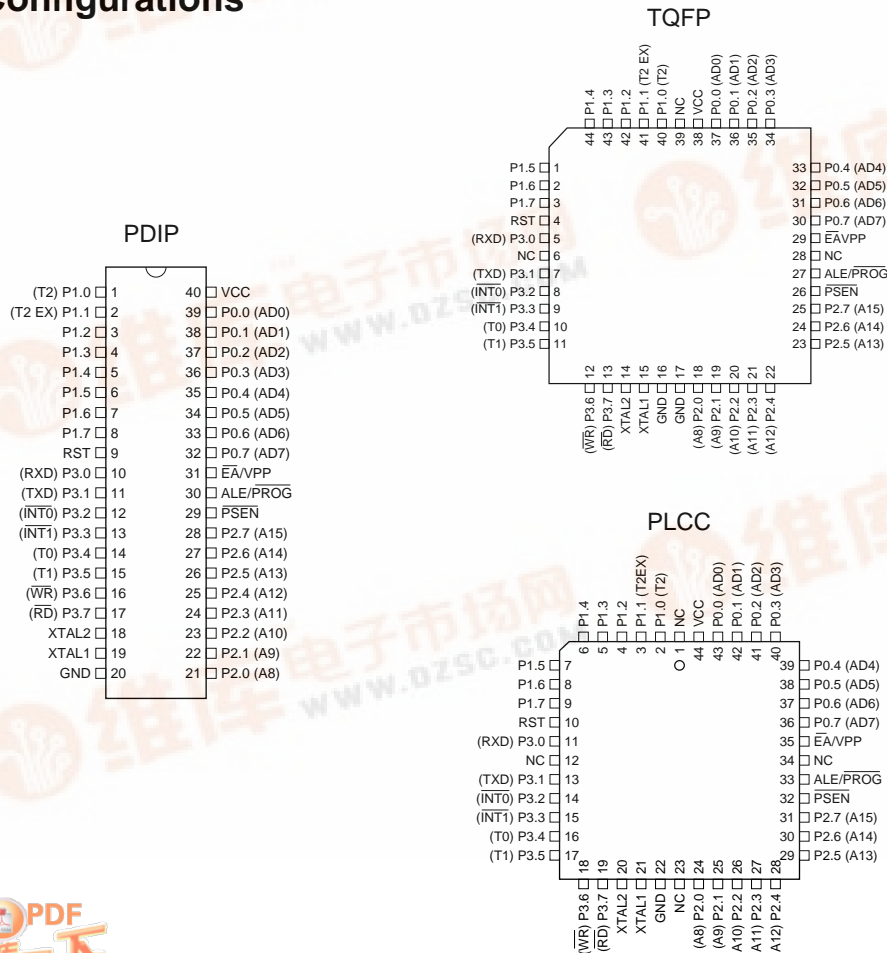 Configurations
TQFP
44 P1.4
43 P1.3
42 P1.2
41 P1.1 (T2 EX)
40 P1.0 (T2)
39 NC
38 VCC
37 P0.0 (AD0)
36 P0.1 (AD1)
35 P0.2 (AD2)
34 P0.3 (AD3)
P1.5 1
P1.6 2
P1.7 3
RST 4
(RXD) P3.0 5
NC 6
(TXD) P3.1 7
(INT0) P3.2 8
(INT1) P3.3 9
(T0) P3.4 10
(T1) P3.5 11
33 P0.4 (AD4)
32 P0.5 (AD5)
31 P0.6 (AD6)
30 P0.7 (AD7)
29 EAVPP
28 NC
27 ALE/PROG
26 PSEN
25 P2.7 (A15)
24 P2.6 (A14)
23 P2.5 (A13)
(WR) P3.6 12
(RD) P3.7 13
XTAL2 14
XTAL1 15
GND 16
GND 17
(A8) P2.0 18
(A9) P2.1 19
(A10) P2.2 20
(A11) P2.3 21
(A12) P2.4 22
PDIP
(T2) P1.0 1
(T2 EX) P1.1 2
P1.2 3
P1.3 4
P1.4 5
P1.5 6
P1.6 7
P1.7 8
RST 9
(RXD) P3.0 10
(TXD) P3.1 11
(INT0) P3.2 12
(INT1) P3.3 13
(T0) P3.4 14
(T1) P3.5 15
(WR) P3.6 16
(RD) P3.7 17
XTAL2 18
XTAL1 19
GND 20
40 VCC
39 P0.0 (AD0)
38 P0.1 (AD1)
37 P0.2 (AD2)
36 P0.3 (AD3)
35 P0.4 (AD4)
34 P0.5 (AD5)
33 P0.6 (AD6)
32 P0.7 (AD7)
31 EA/VPP
30 ALE/PROG
29 PSEN
28 P2.7 (A15)
27 P2.6 (A14)
26 P2.5 (A13)
25 P2.4 (A12)
24 P2.3 (A11)
23 P2.2 (A10)
22 P2.1 (A9)
21 P2.0 (A8)
PLCC
6 P1.4
5 P1.3
4 P1.2
3 P1.1 (T2EX)
2 P1.0 (T2)
1 NC
44 VCC
43 P0.0 (AD0)
42 P0.1 (AD1)
41 P0.2 (AD2)
40 P0.3 (AD3)
P1.5 7
P1.6 8
P1.7 9
RST 10
(RXD) P3.0 11
NC 12
(TXD) P3.1 13
(INT0) P3.2 14
(INT1) P3.3 15
(T0) P3.4 16
(T1) P3.5 17
39 P0.4 (AD4)
38 P0.5 (AD5)
37 P0.6 (AD6)
36 P0.7 (AD7)
35 EA/VPP
34 NC
33 ALE/PROG
32 PSEN
31 P2.7 (A15)
30 P2.6 (A14)
29 P2.5 (A13)
(WR) P3.6 18
(RD) P3.7 19
XTAL2 20
XTAL1 21
GND 22
NC 23
(A8) P2.0 24
(A9) P2.1 25
A10) P2.2 26
A11) P2.3 27
A12) P2.4 28
维库电子市场网
WWW.DZSC.COM
维库电子市场网
WWW.DZSC.COM
PDF